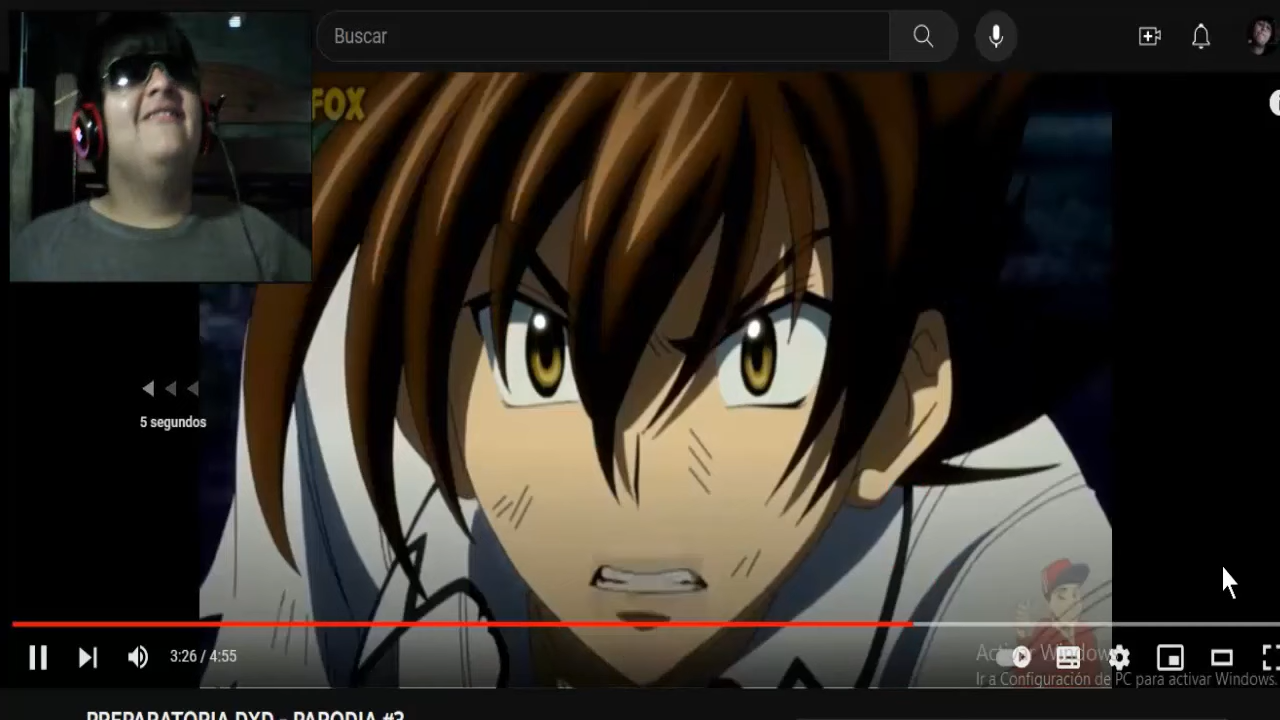 Buscar
FOX
5 segundos
3:26 / 4:55
Activar Windows
Ir a Configuración de PC para activar Windows.
PREPARATORIA DXD - PARODIA #3